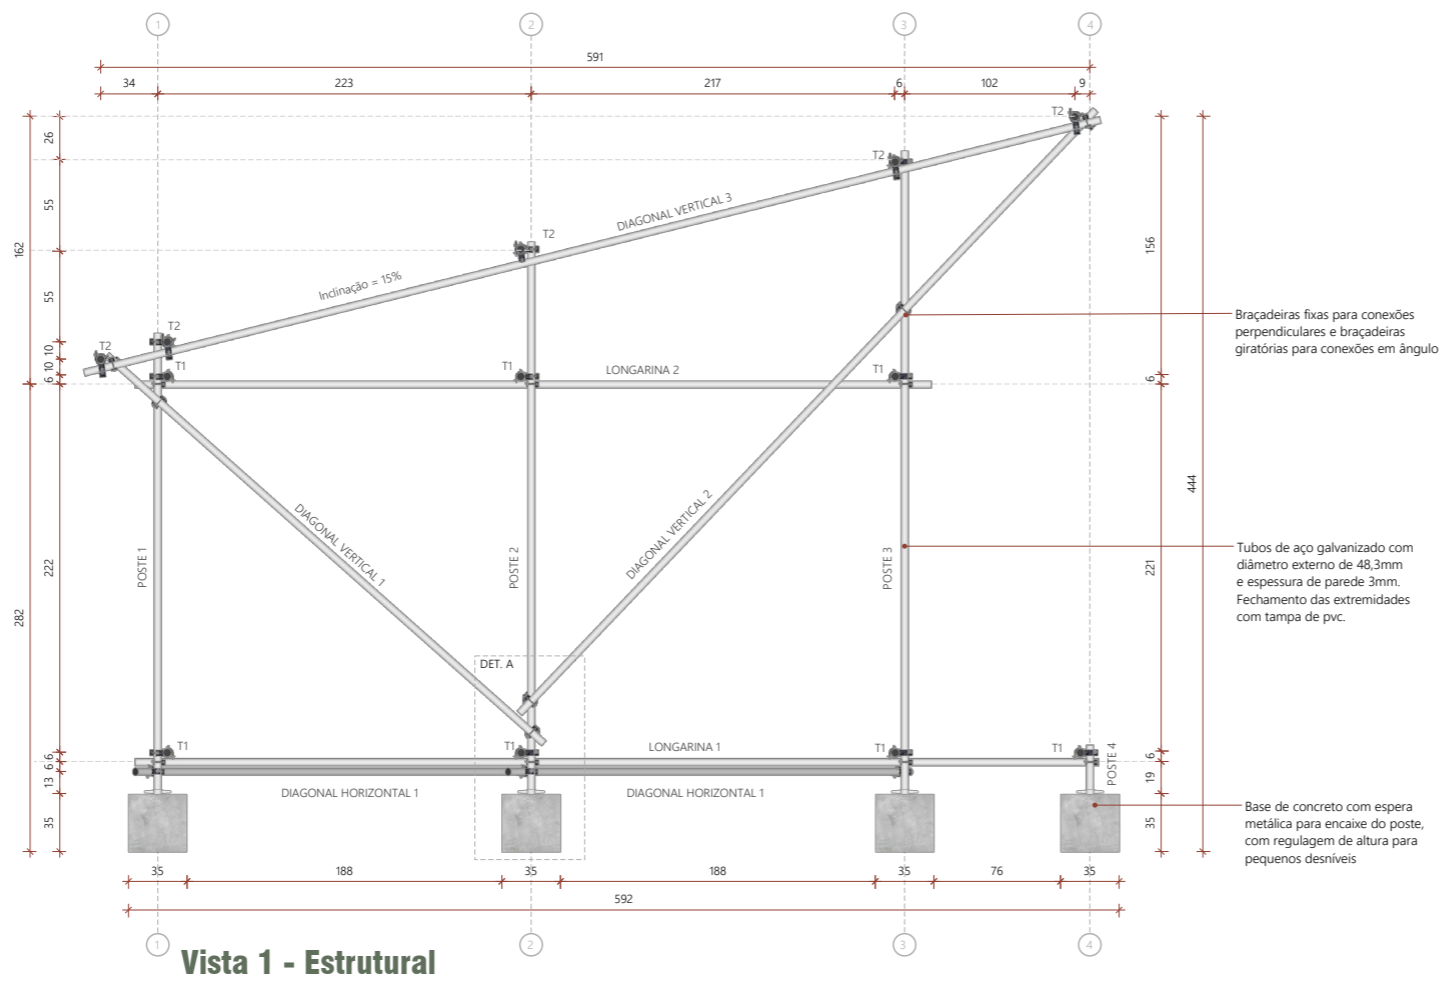 1 2 3 4
591
34 223 217 6 102 9
26
55
55
10
10
6
162
222
282
6
6
13
35
T2
T2
T2
T2
T2
DIAGONAL VERTICAL 3
Inclinação = 15%
T1 T1 T1
LONGARINA 2
DIAGONAL VERTICAL 1
DIAGONAL VERTICAL 2
POSTE 1
POSTE 2
POSTE 3
POSTE 4
DET. A
T1 T1 T1 T1
LONGARINA 1
DIAGONAL HORIZONTAL 1 DIAGONAL HORIZONTAL 1
156
6
221
6
19
35
444
Braçadeiras fixas para conexões
perpendiculares e braçadeiras
giratórias para conexões em ângulo
Tubos de aço galvanizado com
diâmetro externo de 48,3mm
e espessura de parede 3mm.
Fechamento das extremidades
com tampa de pvc.
Base de concreto com espera
metálica para encaixe do poste,
com regulagem de altura para
pequenos desníveis
35 188 35 188 35 76 35
592
1 2 3 4
Vista 1 - Estrutural